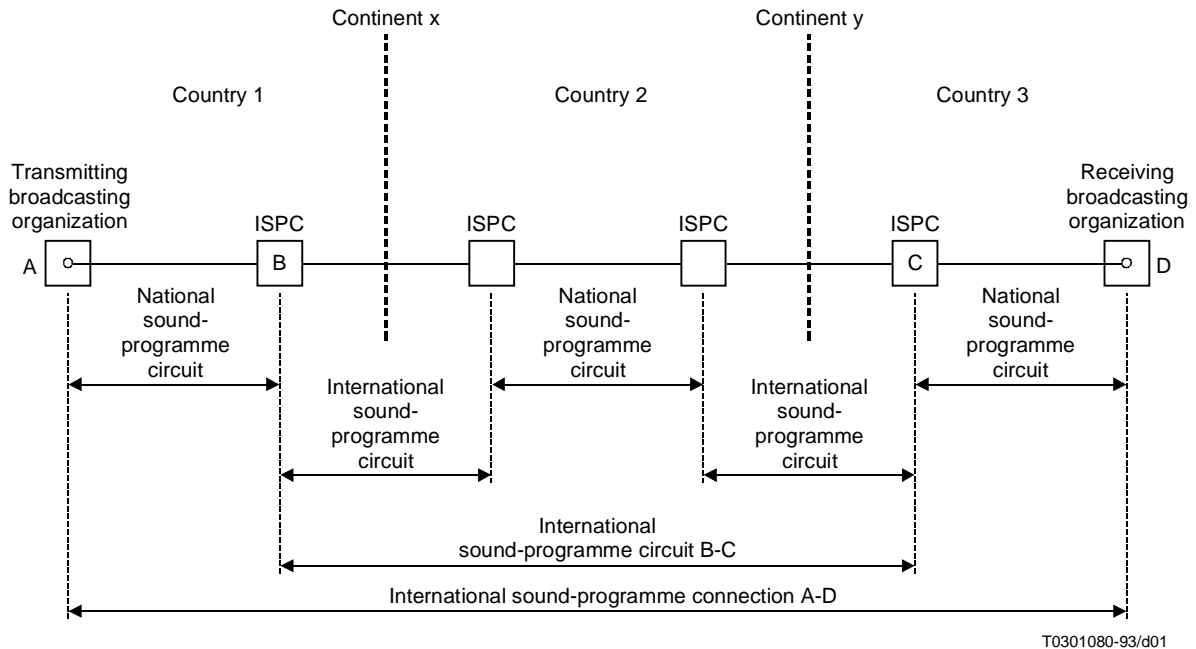 Continent x
Continent y
Country 1
Country 2
Country 3
Transmitting
broadcasting
organization
Receiving
broadcasting
organization
ISPC
ISPC
ISPC
ISPC
A
B
C
D
National
sound-
programme
circuit
National
sound-
programme
circuit
National
sound-
programme
circuit
International
sound-
programme
circuit
International
sound-
programme
circuit
International
sound-programme circuit B-C
International sound-programme connection A-D
T0301080-93/d01